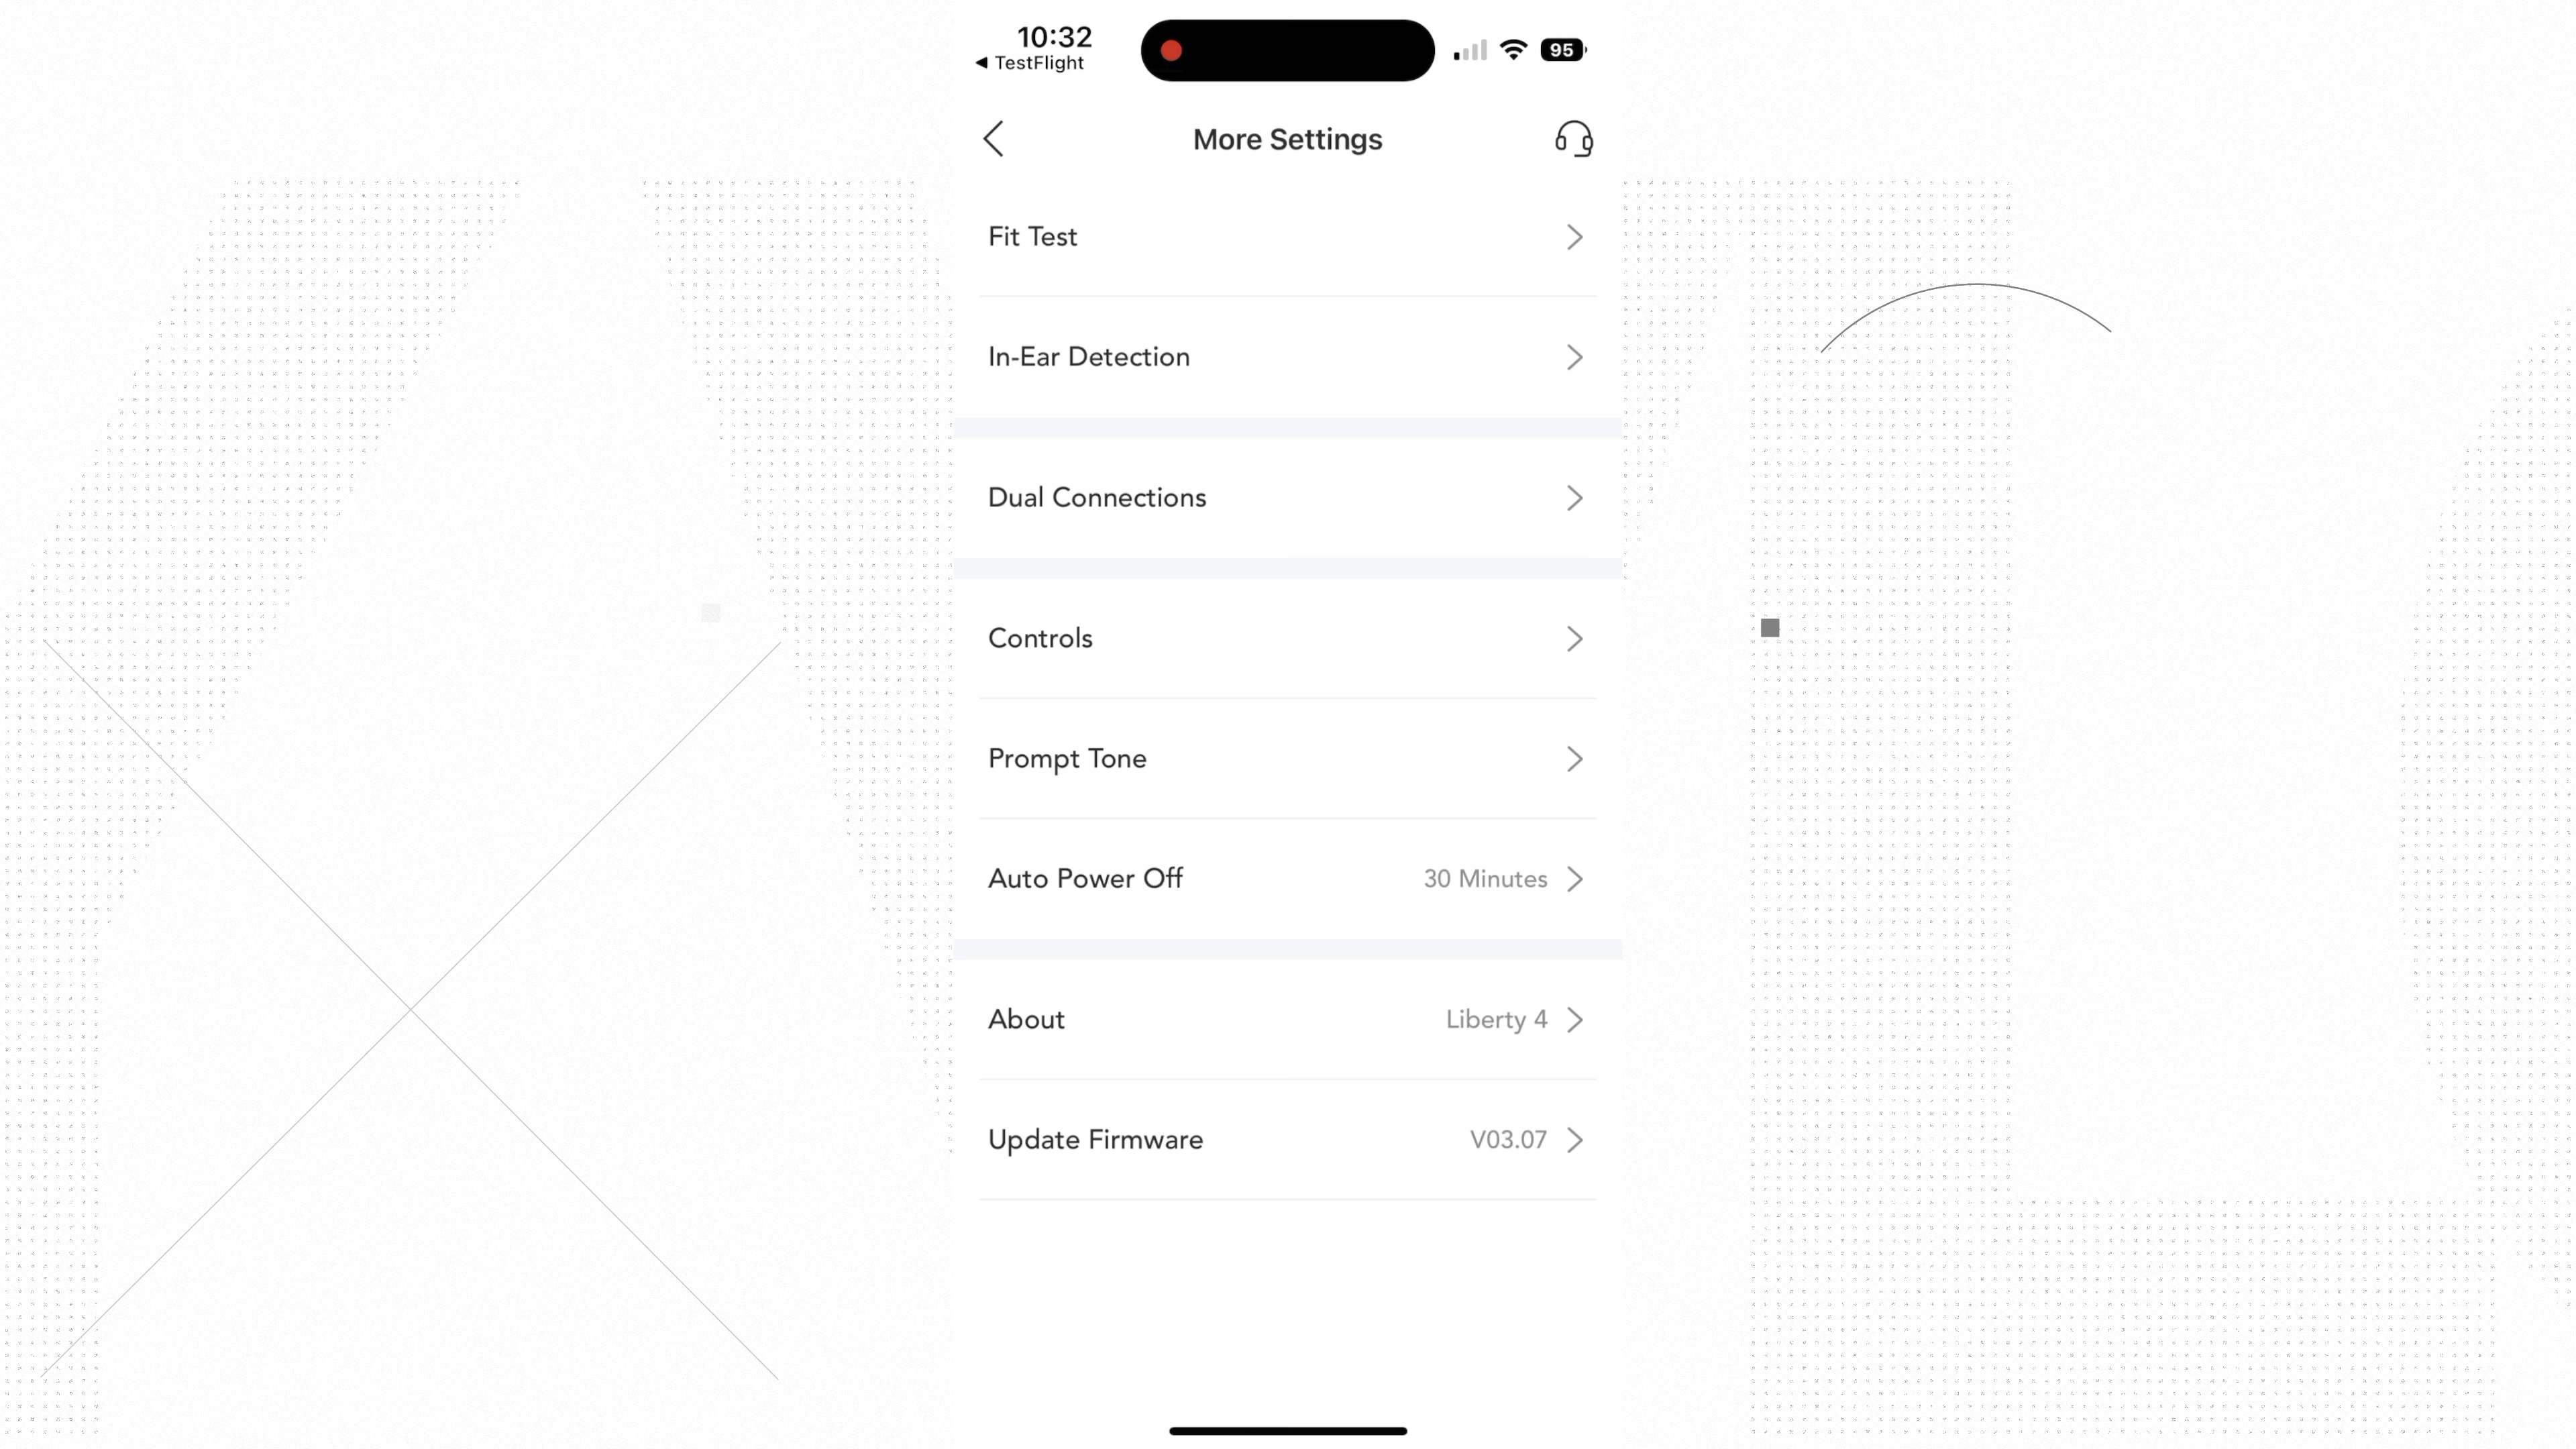 10:32
◀ TestFlight
95
More Settings
Fit Test
In-Ear Detection
Dual Connections
Controls
Prompt Tone
Auto Power Off 30 Minutes
About Liberty 4
Update Firmware V03.07